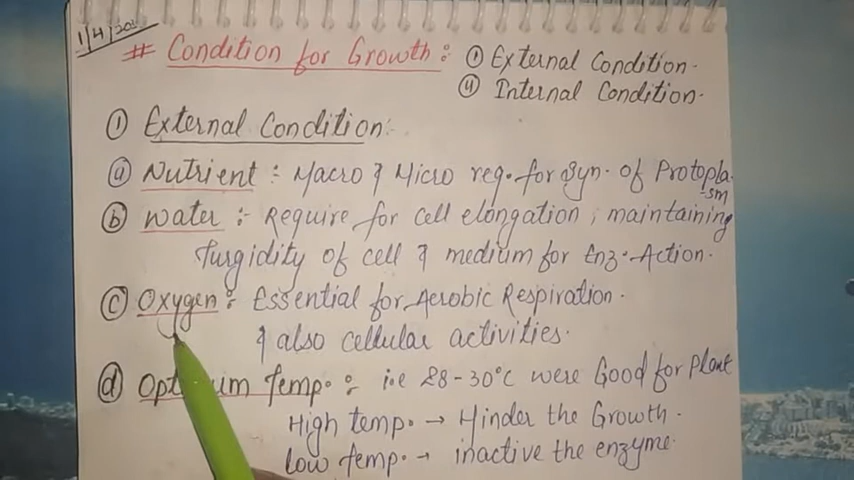 1/4/20
# Condition for Growth : ① External Condition.
② Internal Condition.
① External Condition :
ⓐ Nutrient : Macro & Micro req. for Syn. of Protopla-
sm
ⓑ Water :- Require for cell elongation, maintaining
Turgidity of cell & medium for Enz. Action.
ⓒ Oxygen : Essential for Aerobic Respiration.
& also cellular activities.
ⓓ Optimum Temp. : i.e 28-30°C were Good for Plant
High temp. → Hinder the Growth.
Low temp. → inactive the enzyme.